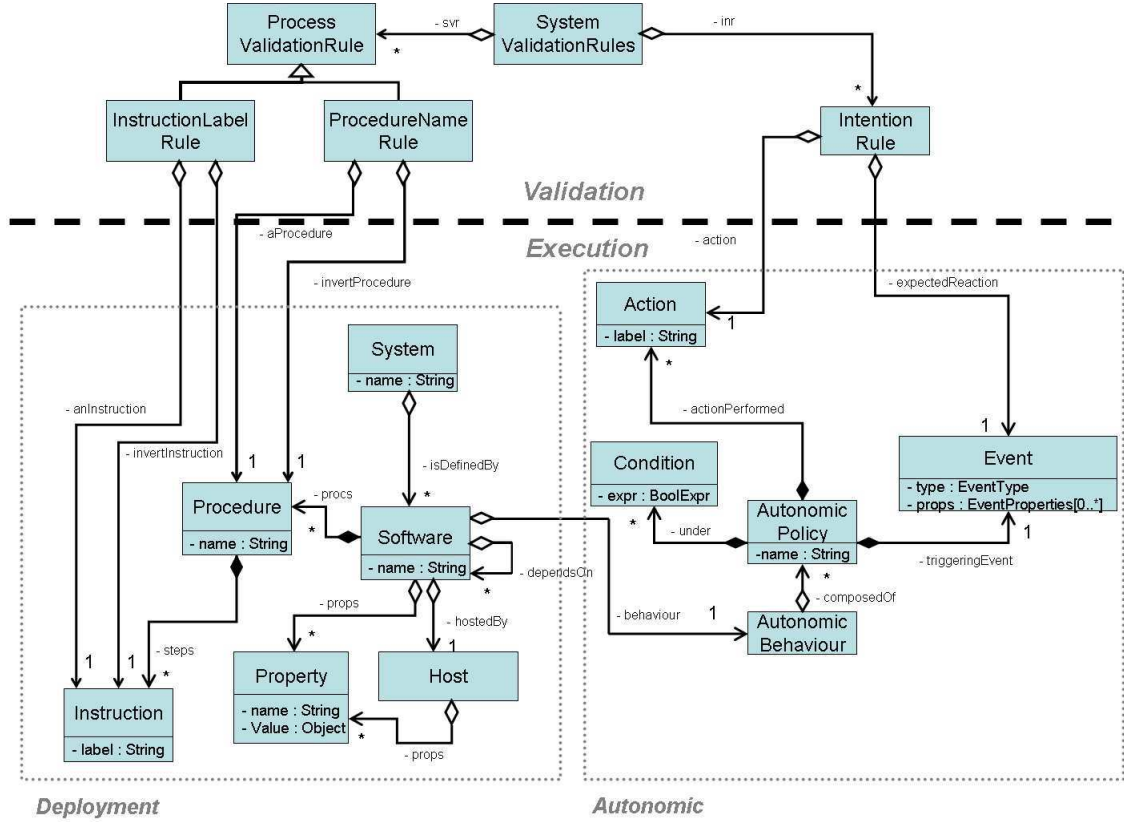 Process
ValidationRule
- svr
*
System
ValidationRules
- inr
*
InstructionLabel
Rule
ProcedureName
Rule
Intention
Rule
Validation
Execution
- aProcedure
- action
- invertProcedure
- expectedReaction
Action
- label : String
1
*
System
- name : String
- anInstruction
- invertInstruction
- actionPerformed
- isDefinedBy
*
1
1
1
Procedure
- name : String
- procs
*
Software
- name : String
- dependsOn
*
Condition
- expr : BoolExpr
*
- under
Autonomic
Policy
-name : String
*
Event
- type : EventType
- props : EventProperties[0..*]
1
- triggeringEvent
- composedOf
- behaviour
1
Autonomic
Behaviour
- props
*
- hostedBy
1
1
1
- steps
*
Instruction
- label : String
Property
- name : String
- Value : Object
*
Host
- props
Deployment
Autonomic